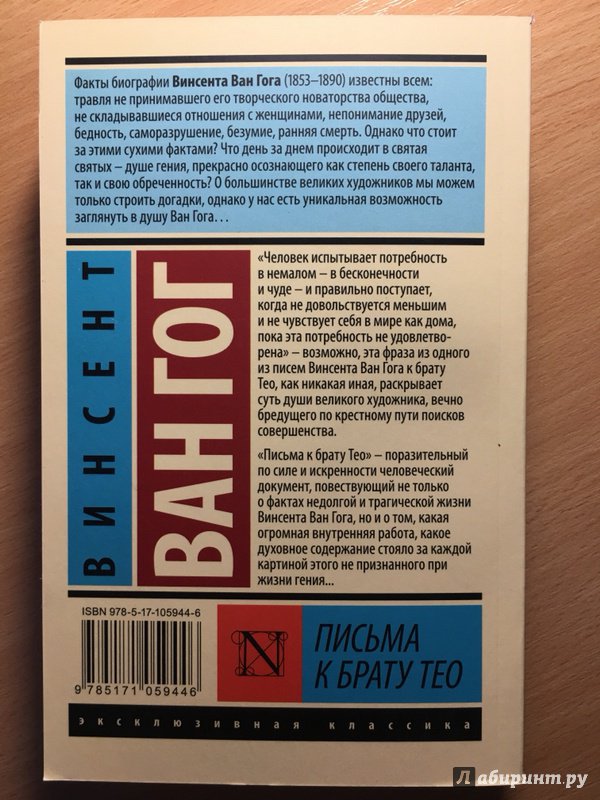 Факты биографии Винсента Ван Гога (1853–1890) известны всем:
травля не принимавшего его творческого новаторства общества,
не складывавшиеся отношения с женщинами, непонимание друзей,
бедность, саморазрушение, безумие, ранняя смерть. Однако что стоит
за этими сухими фактами? Что день за днем происходит в святая
святых – душе гения, прекрасно осознающего как степень своего таланта,
так и свою обреченность? О большинстве великих художников мы можем
только строить догадки, однако у нас есть уникальная возможность
заглянуть в душу Ван Гога…
ВИНСЕНТ
ВАН ГОГ
«Человек испытывает потребность
в немалом – в бесконечности
и чуде – и правильно поступает,
когда не довольствуется меньшим
и не чувствует себя в мире как дома,
пока эта потребность не удовлетво-
рена» – возможно, эта фраза из одного
из писем Винсента Ван Гога к брату
Тео, как никакая иная, раскрывает
суть души великого художника, вечно
бредущего по крестному пути поисков
совершенства.
«Письма к брату Тео» – поразительный
по силе и искренности человеческий
документ, повествующий не только
о фактах недолгой и трагической жизни
Винсента Ван Гога, но и о том, какая
огромная внутренняя работа, какое
духовное содержание стояло за каждой
картиной этого не признанного при
жизни гения...
ISBN 978-5-17-105944-6
9 785171 059446
N
ПИСЬМА
К БРАТУ ТЕО
эксклюзивная классика
Лабиринт.ру